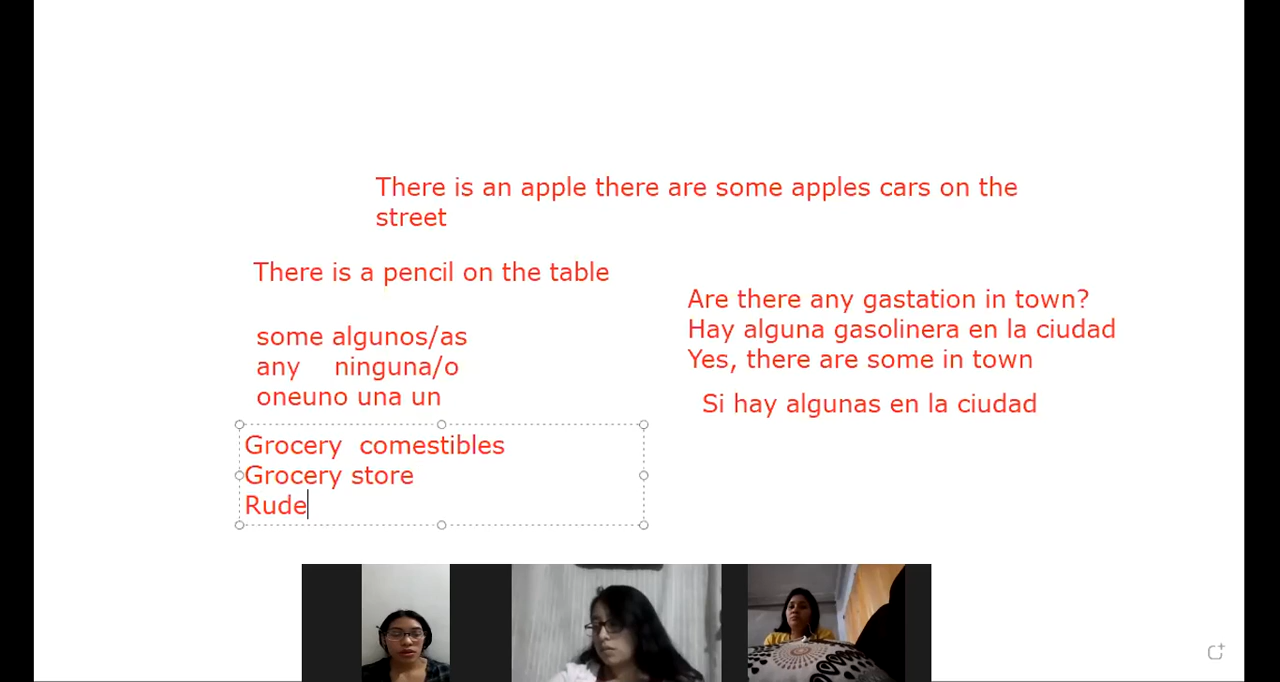 There is an apple there are some apples cars on the
street
There is a pencil on the table
some algunos/as
any ninguna/o
oneuno una un
Grocery comestibles
Grocery store
Rude
Are there any gastation in town?
Hay alguna gasolinera en la ciudad
Yes, there are some in town
Si hay algunas en la ciudad